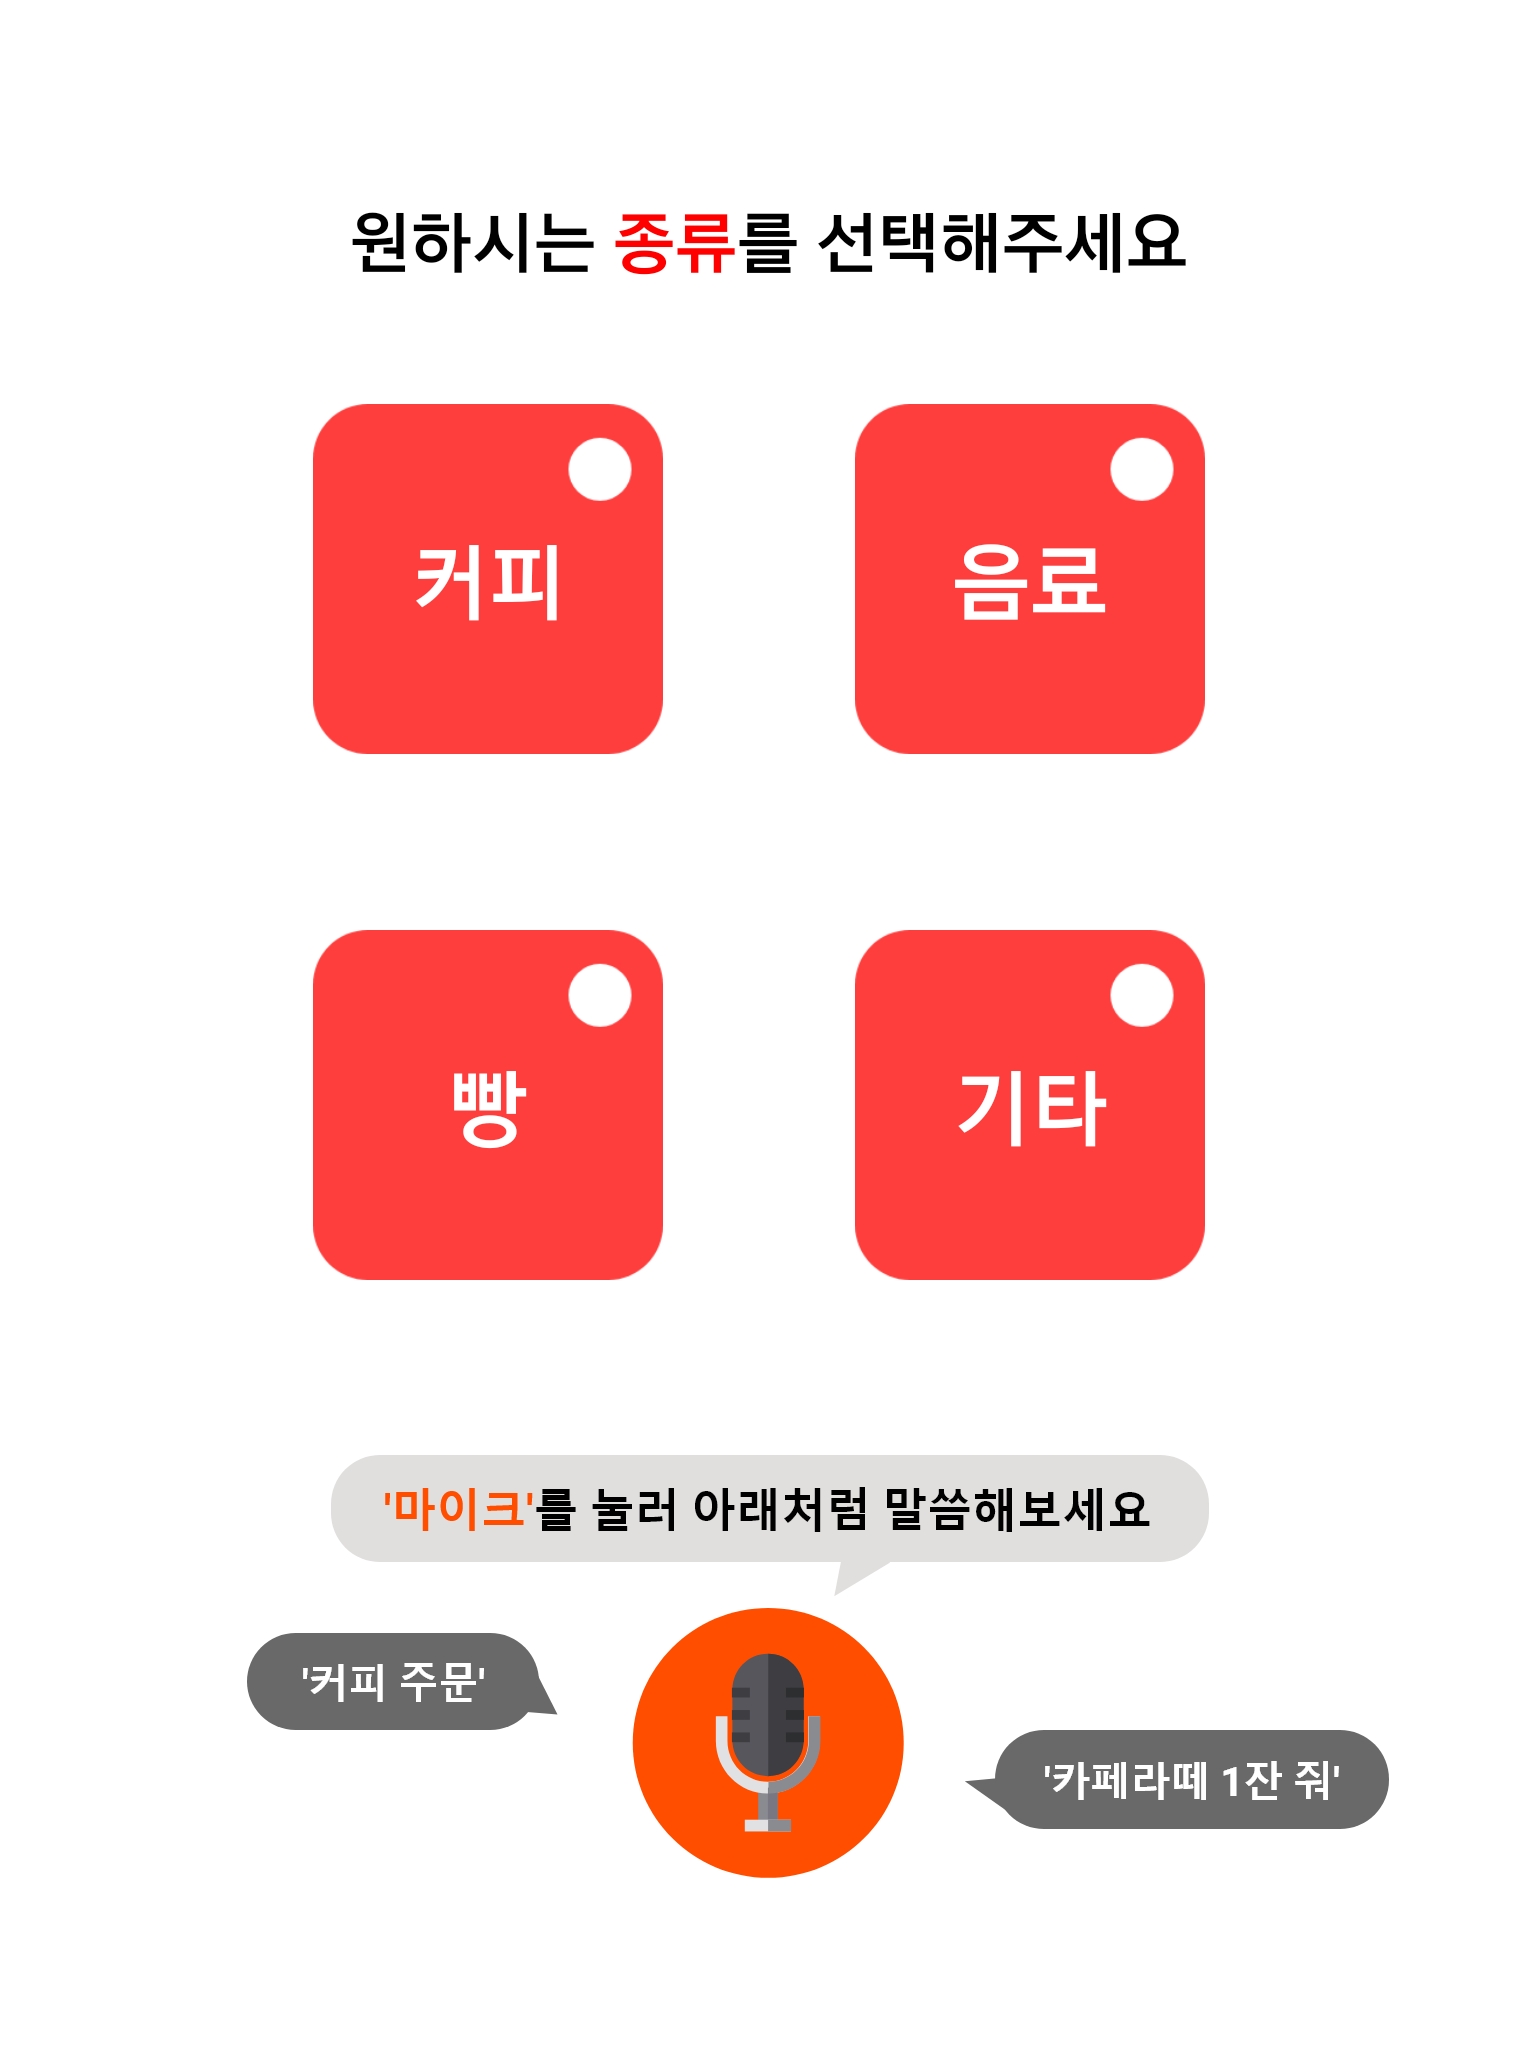 원하시는 종류를 선택해주세요
커피
음료
빵
기타
'마이크'를 눌러 아래처럼 말씀해보세요
'커피 주문'
'카페라떼 1잔 줘'